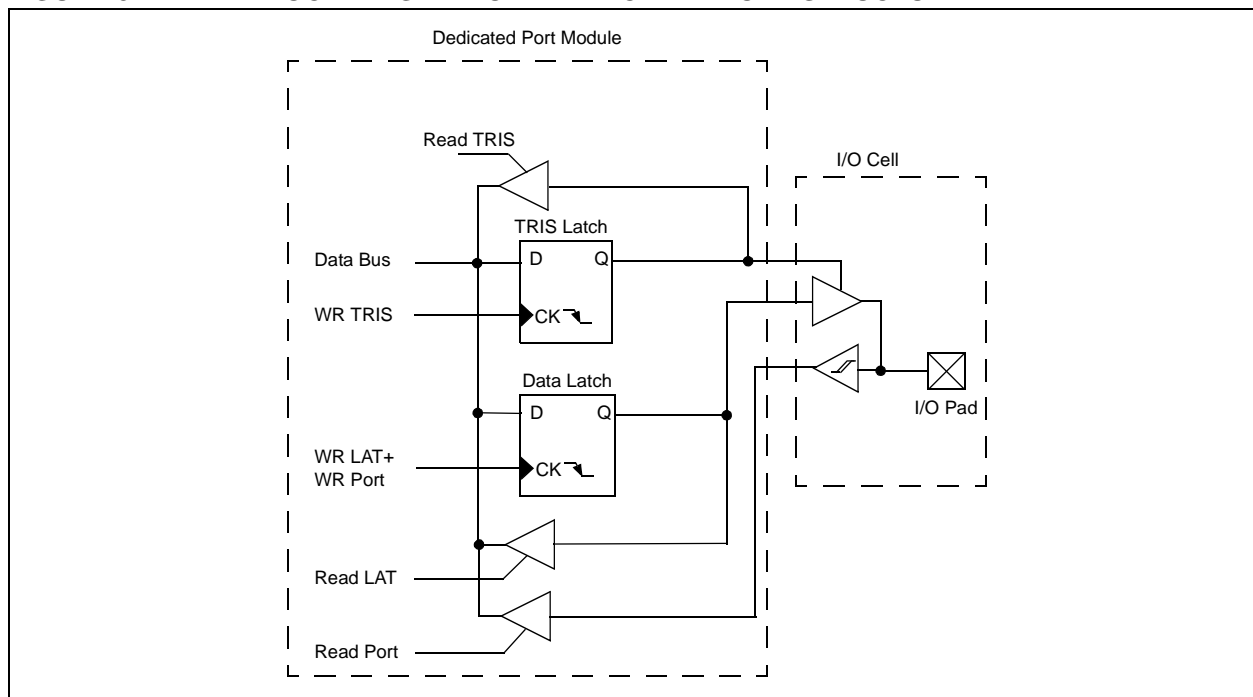 Dedicated Port Module
Read TRIS
I/O Cell
TRIS Latch
Data Bus
D
Q
WR TRIS
CK
Data Latch
I/O Pad
D
Q
WR LAT+
WR Port
CK
Read LAT
Read Port